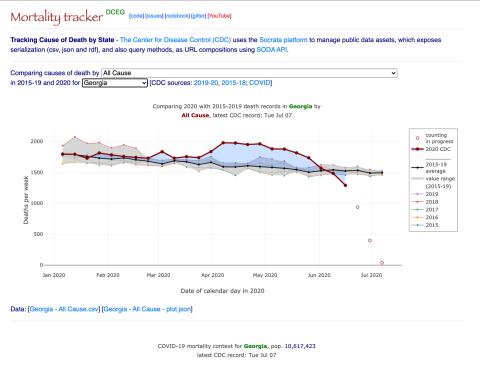 Mortality tracker DCEG [code] [issues] [notebook] [gitter] [YouTube]
Tracking Cause of Death by State - The Center for Disease Control (CDC) uses the Socrata platform to manage public data assets, which exposes
serialization (csv, json and rdf), and also query methods, as URL compositions using SODA API.
Comparing causes of death by All Cause
in 2015-19 and 2020 for Georgia [CDC sources: 2019-20, 2015-18; COVID]
Comparing 2020 with 2015-2019 death records in Georgia by
All Cause, latest CDC record: Tue Jul 07
Deaths per week
2000
1500
1000
500
0
Jan 2020 Feb 2020 Mar 2020 Apr 2020 May 2020 Jun 2020 Jul 2020
Date of calendar day in 2020
counting
in progress
2020 CDC
2015-19
average
value range
(2015-19)
2019
2018
2017
2016
2015
Data: [Georgia - All Cause.csv] [Georgia - All Cause - plot.json]
COVID-19 mortality context for Georgia, pop. 10,617,423
latest CDC record: Tue Jul 07